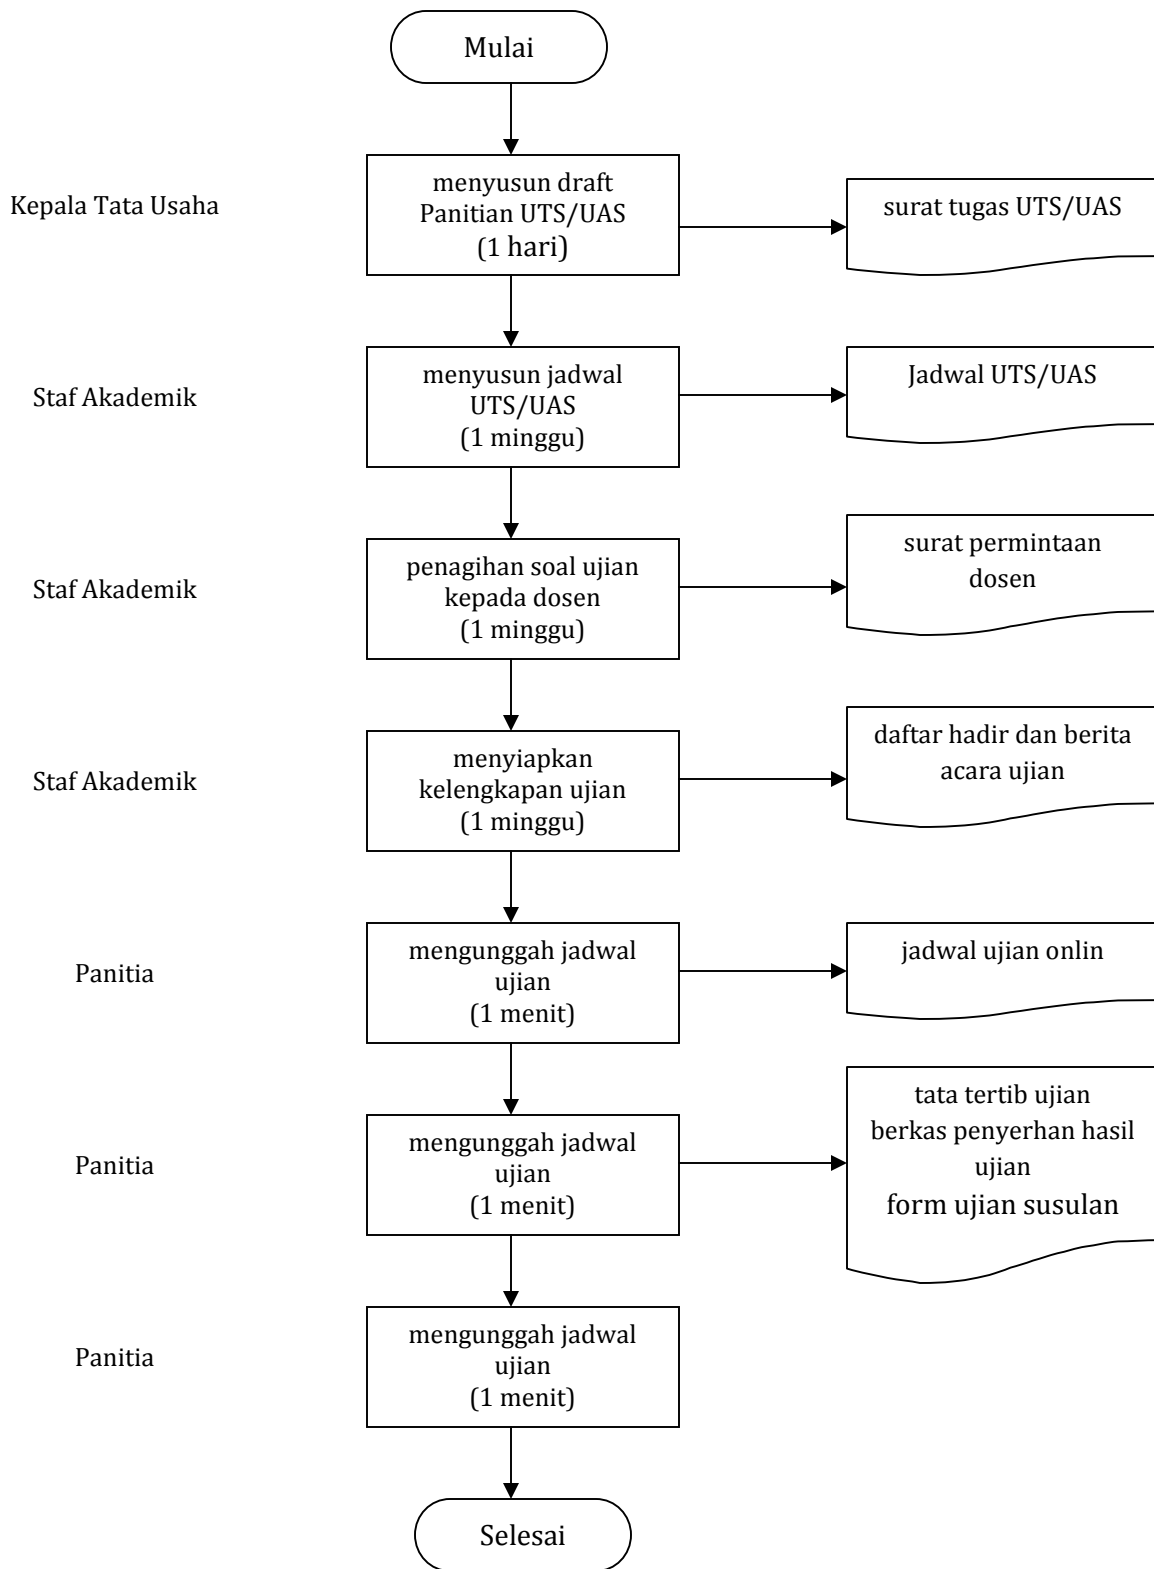 Mulai
Kepala Tata Usaha
menyusun draft
Panitian UTS/UAS
(1 hari)
surat tugas UTS/UAS
Staf Akademik
menyusun jadwal
UTS/UAS
(1 minggu)
Jadwal UTS/UAS
Staf Akademik
penagihan soal ujian
kepada dosen
(1 minggu)
surat permintaan
dosen
Staf Akademik
menyiapkan
kelengkapan ujian
(1 minggu)
daftar hadir dan berita
acara ujian
Panitia
mengunggah jadwal
ujian
(1 menit)
jadwal ujian onlin
Panitia
mengunggah jadwal
ujian
(1 menit)
tata tertib ujian
berkas penyerhan hasil
ujian
form ujian susulan
Panitia
mengunggah jadwal
ujian
(1 menit)
Selesai